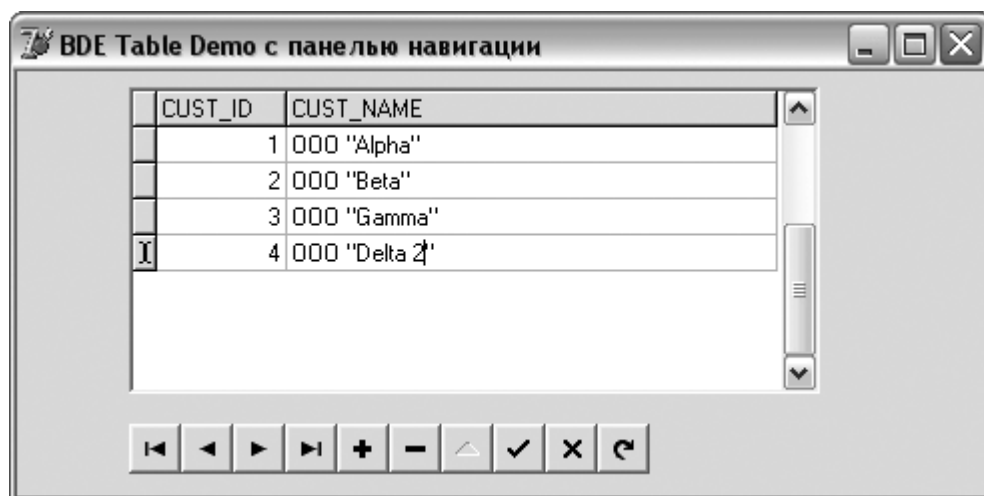 BDE Table Demo с панелью навигации
CUST_ID CUST_NAME
1 ООО "Alpha"
2 ООО "Beta"
3 ООО "Gamma"
4 ООО "Delta 2"